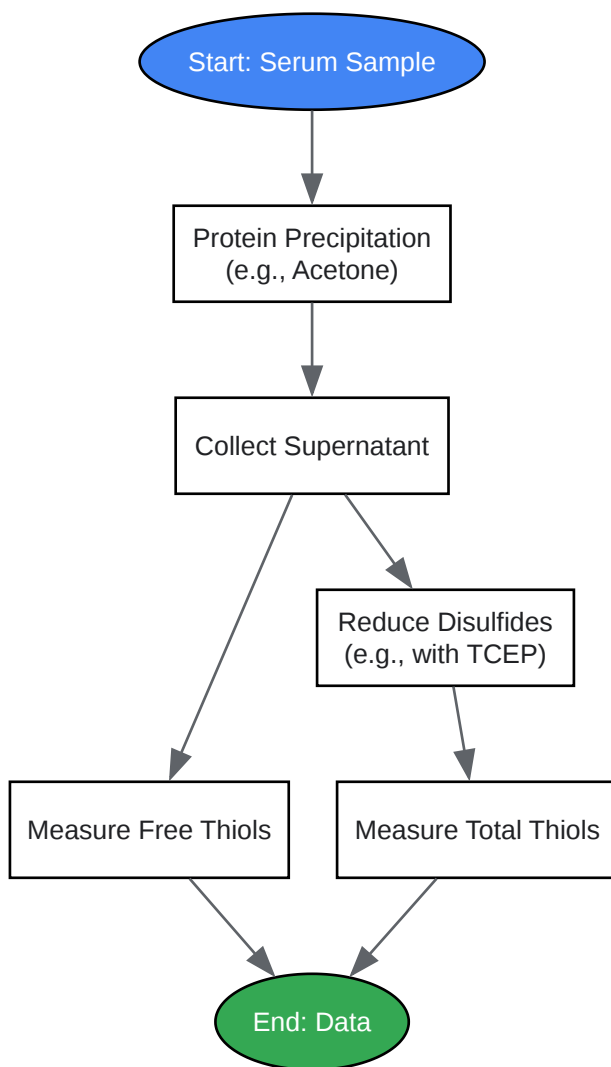 Start: Serum Sample
Protein Precipitation
(e.g., Acetone)
Collect Supernatant
Reduce Disulfides
(e.g., with TCEP)
Measure Free Thiols
Measure Total Thiols
End: Data